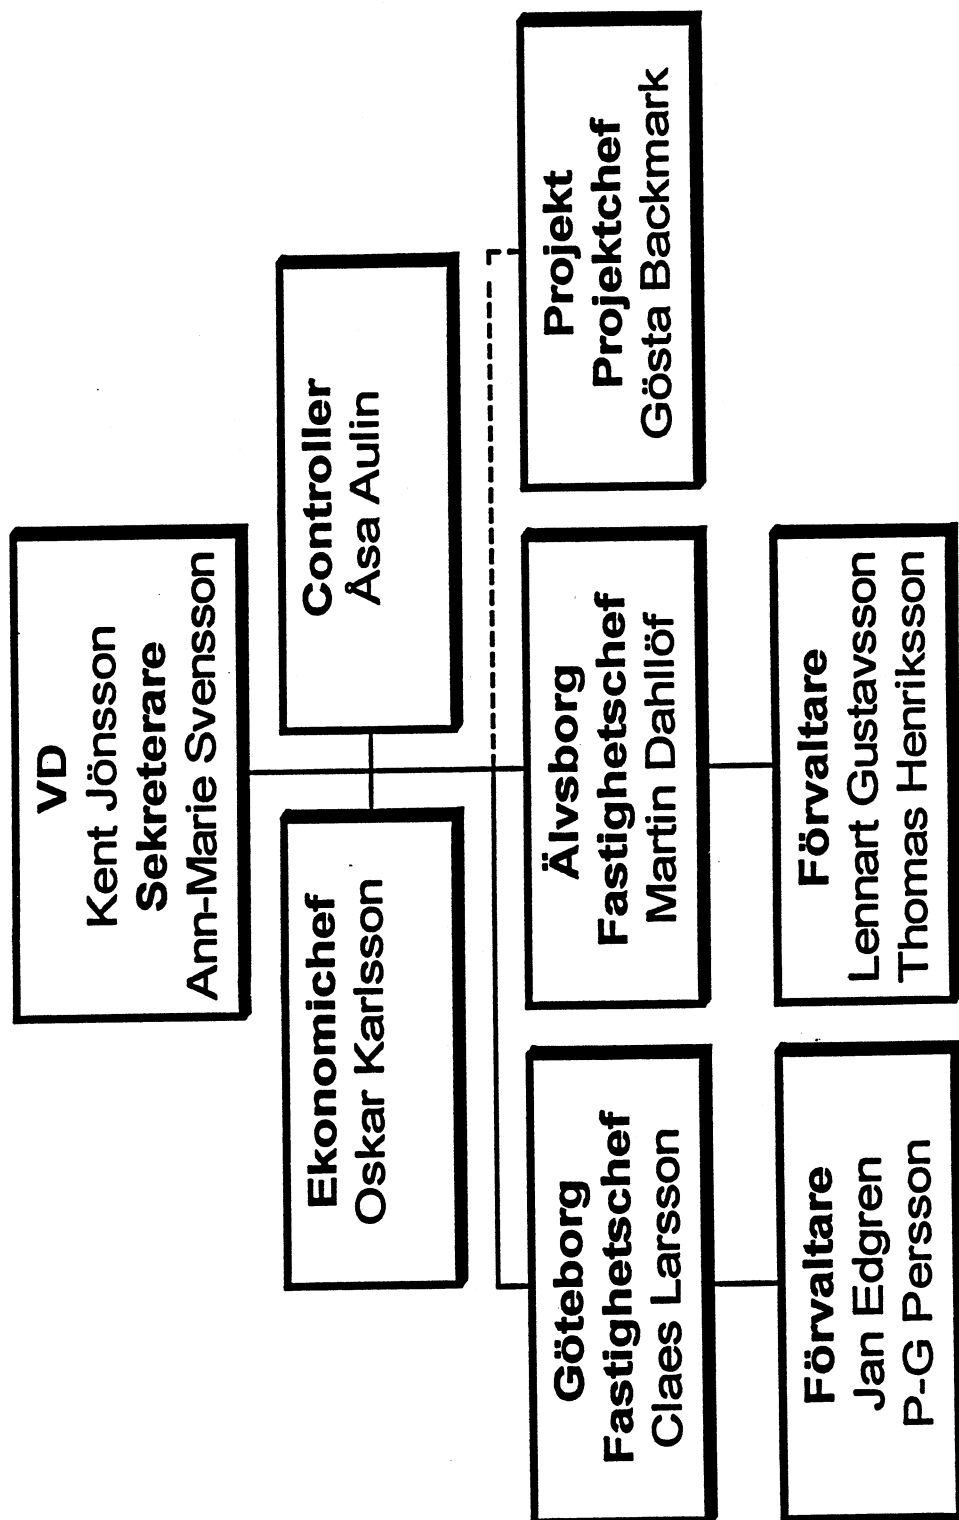 VD
Kent Jönsson
Sekreterare
Ann-Marie Svensson
Ekonomichef
Oskar Karlsson
Controller
Åsa Aulin
Göteborg
Fastighetschef
Claes Larsson
Älvsborg
Fastighetschef
Martin Dahllöf
Projekt
Projektchef
Gösta Backmark
Förvaltare
Jan Edgren
P-G Persson
Förvaltare
Lennart Gustavsson
Thomas Henriksson